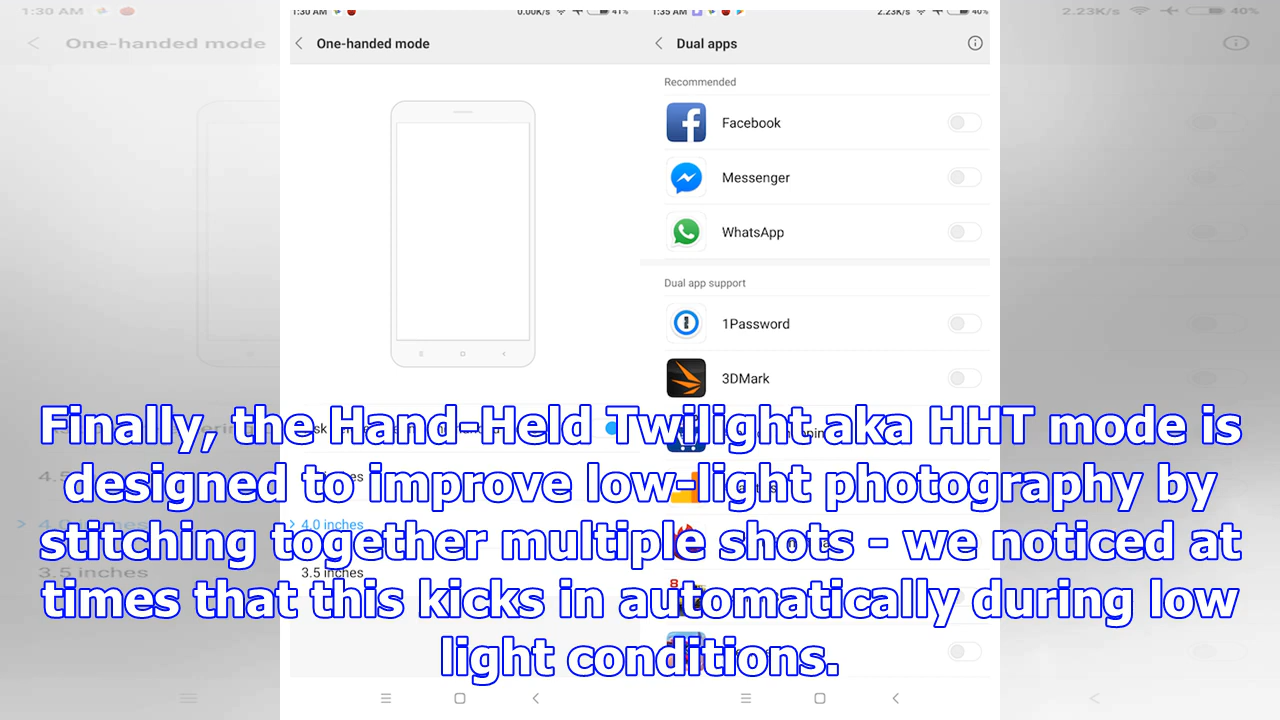 1:30 AM
One-handed mode
1:30 AM
0.00K/s
41%
One-handed mode
1:35 AM
2.23K/s
40%
Dual apps
2.23K/s
40%
Recommended
Facebook
Messenger
WhatsApp
Dual app support
1Password
3DMark
Finally, the Hand-Held Twilight aka HHT mode is
designed to improve low-light photography by
stitching together multiple shots - we noticed at
times that this kicks in automatically during low
light conditions.
4.0 inches
3.5 inches
4.0 inches
3.5 inches